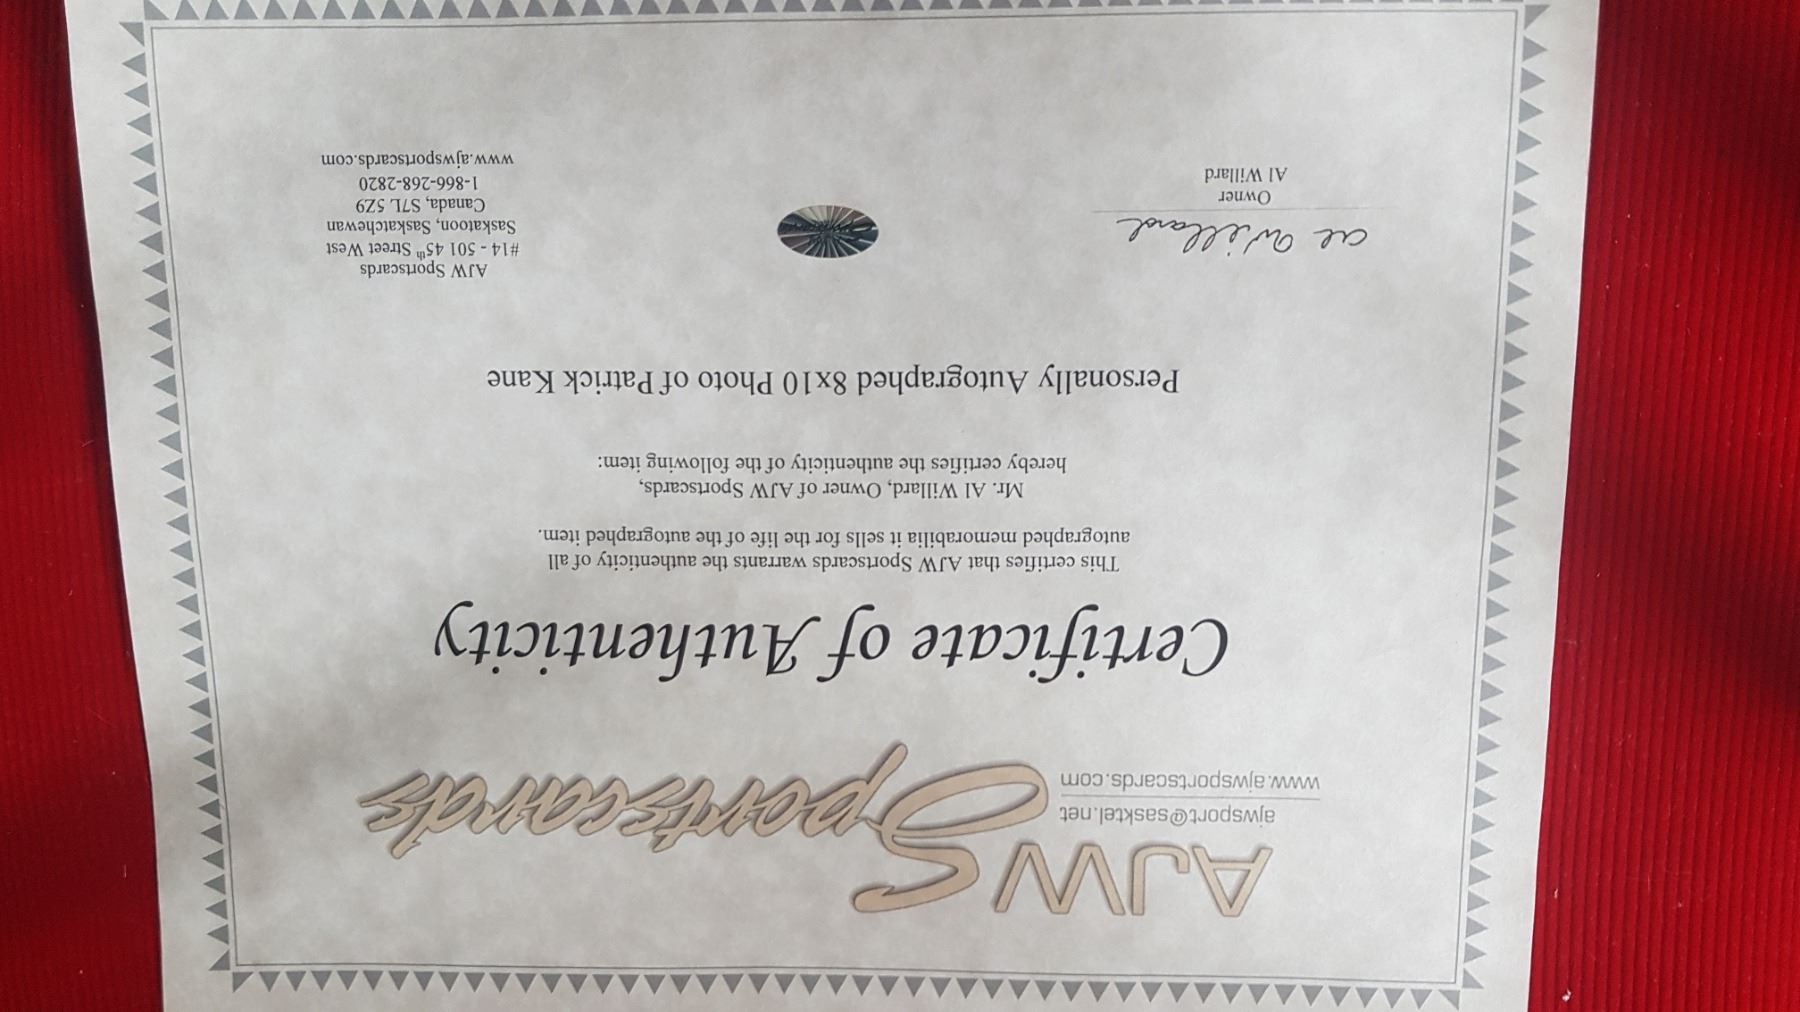 AJW Sportscards
ajwsport@sasktel.net
www.ajwsportscards.com
Certificate of Authenticity
This certifies that AJW Sportscards warrants the authenticity of all
autographed memorabilia it sells for the life of the autographed item.
Mr. Al Willard, Owner of AJW Sportscards,
hereby certifies the authenticity of the following item:
Personally Autographed 8x10 Photo of Patrick Kane
Al Willard
Owner
Al Willard
AJW Sportscards
#14 - 501 45th Street West
Saskatoon, Saskatchewan
Canada, S7L 5Z9
1-866-268-2820
www.ajwsportscards.com